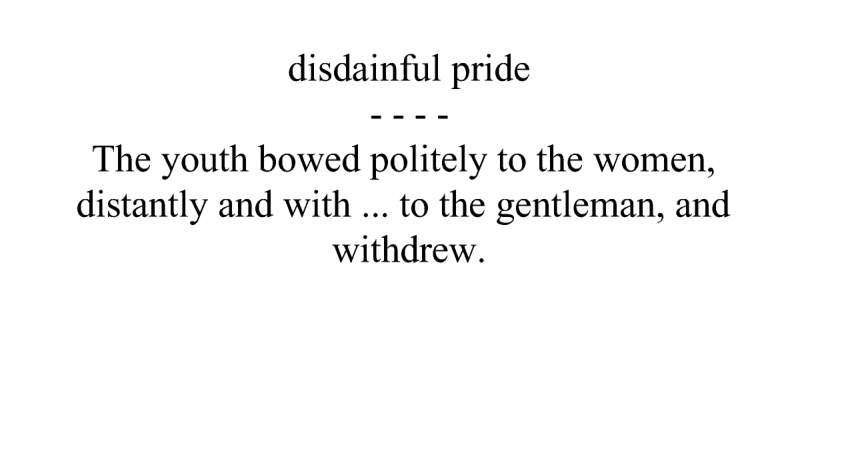 disdainful pride
- - - -
The youth bowed politely to the women,
distantly and with ... to the gentleman, and
withdrew.